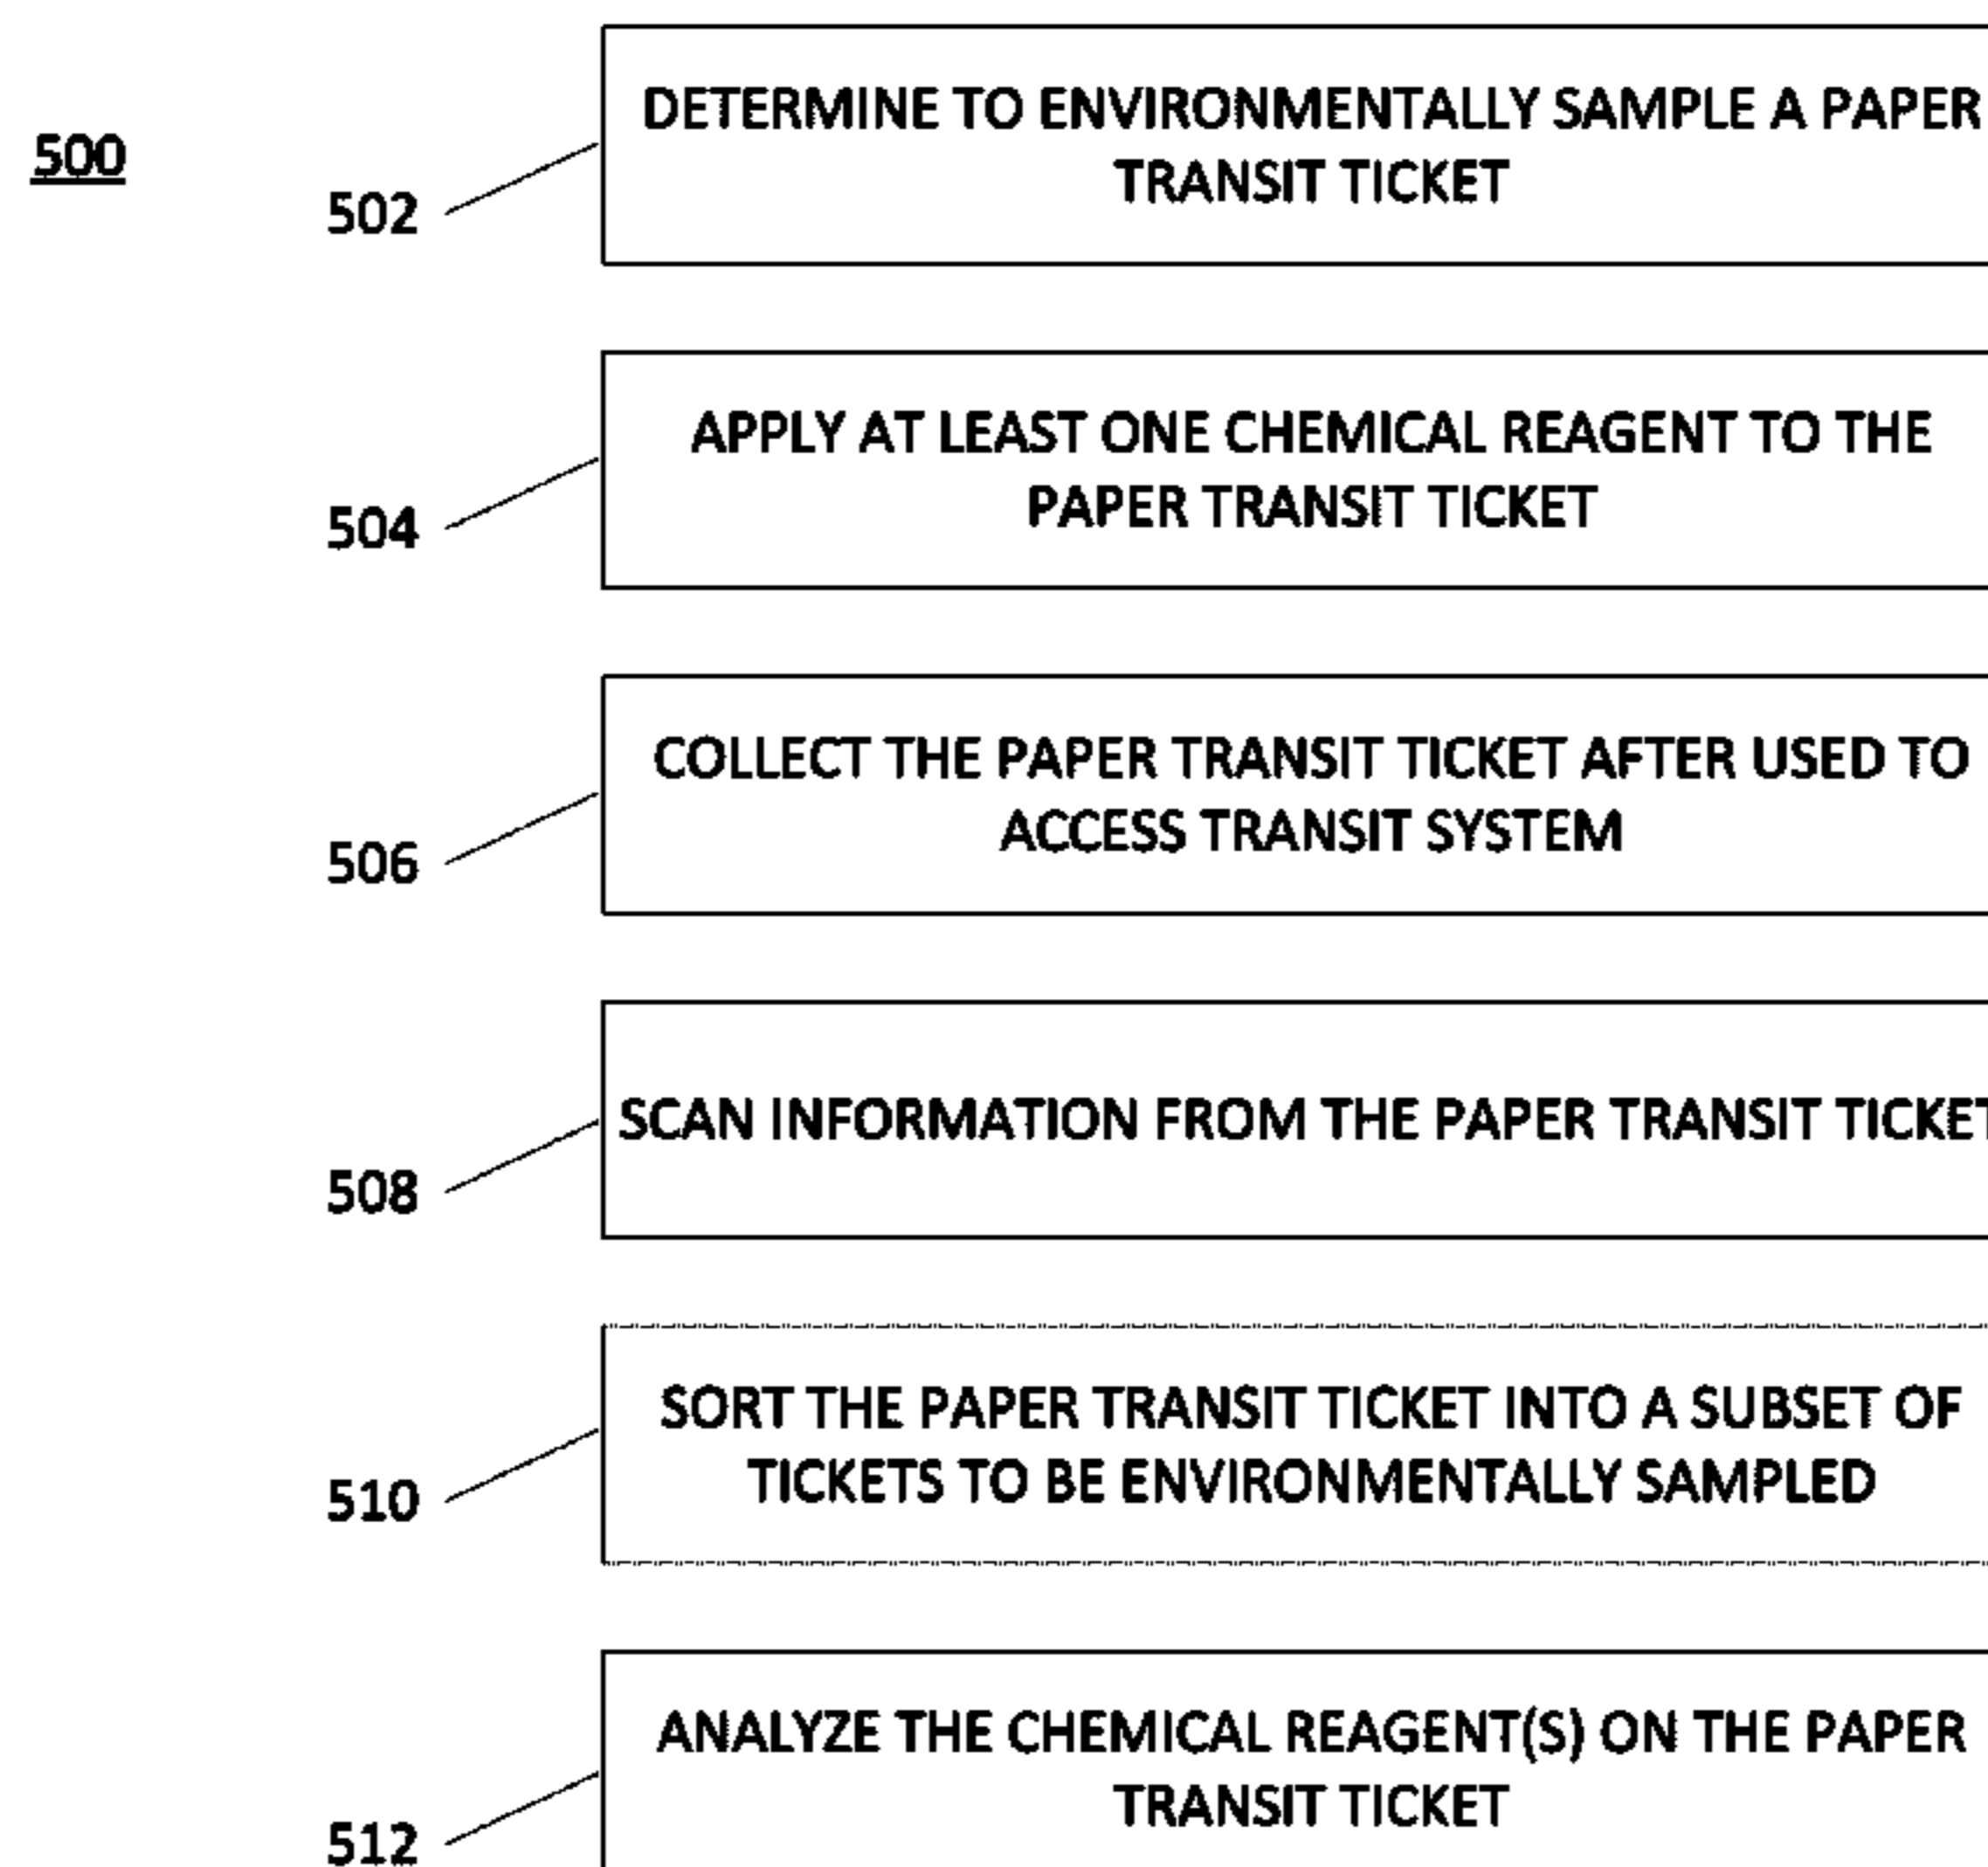 500
502
DETERMINE TO ENVIRONMENTALLY SAMPLE A PAPER
TRANSIT TICKET
504
APPLY AT LEAST ONE CHEMICAL REAGENT TO THE
PAPER TRANSIT TICKET
506
COLLECT THE PAPER TRANSIT TICKET AFTER USED TO
ACCESS TRANSIT SYSTEM
508
SCAN INFORMATION FROM THE PAPER TRANSIT TICKET
510
SORT THE PAPER TRANSIT TICKET INTO A SUBSET OF
TICKETS TO BE ENVIRONMENTALLY SAMPLED
512
ANALYZE THE CHEMICAL REAGENT(S) ON THE PAPER
TRANSIT TICKET